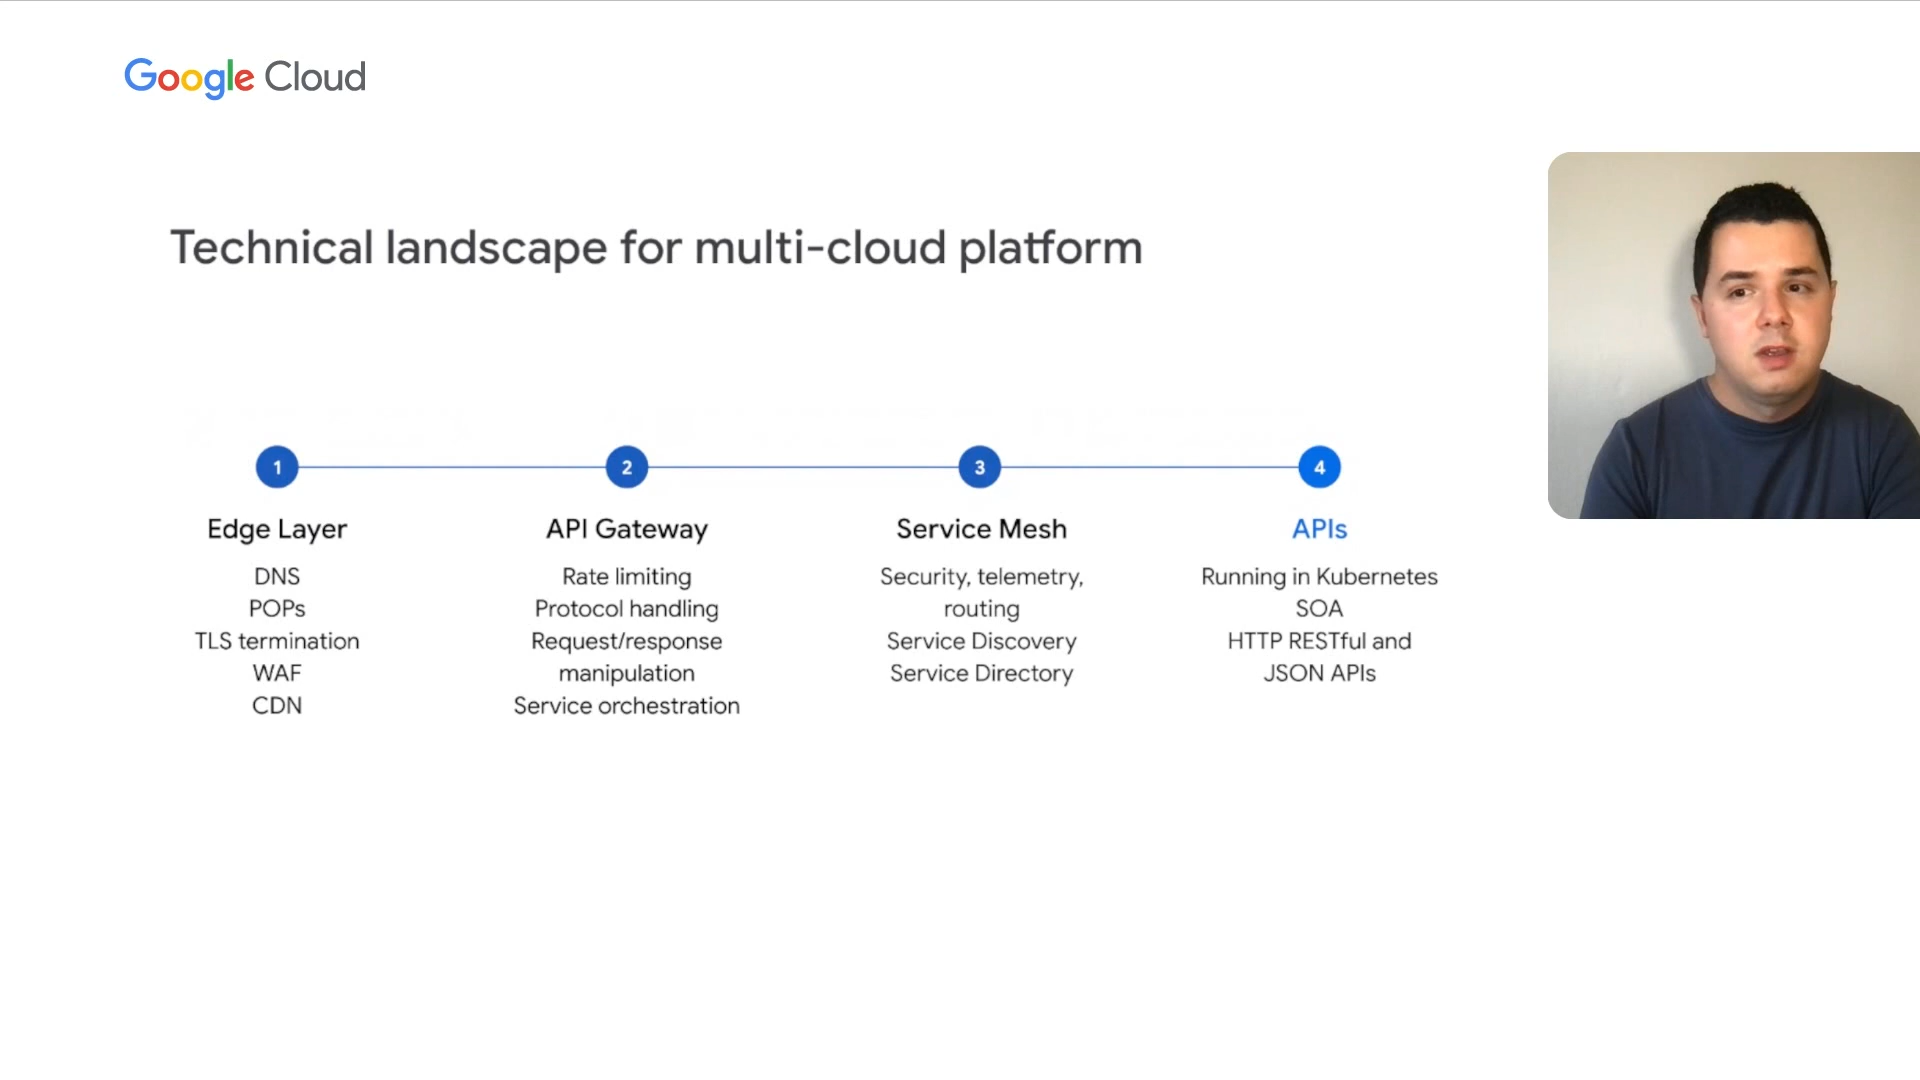 Google Cloud
Technical landscape for multi-cloud platform
1
Edge Layer
DNS
POPs
TLS termination
WAF
CDN
2
API Gateway
Rate limiting
Protocol handling
Request/response
manipulation
Service orchestration
3
Service Mesh
Security, telemetry,
routing
Service Discovery
Service Directory
4
APIs
Running in Kubernetes
SOA
HTTP RESTful and
JSON APIs